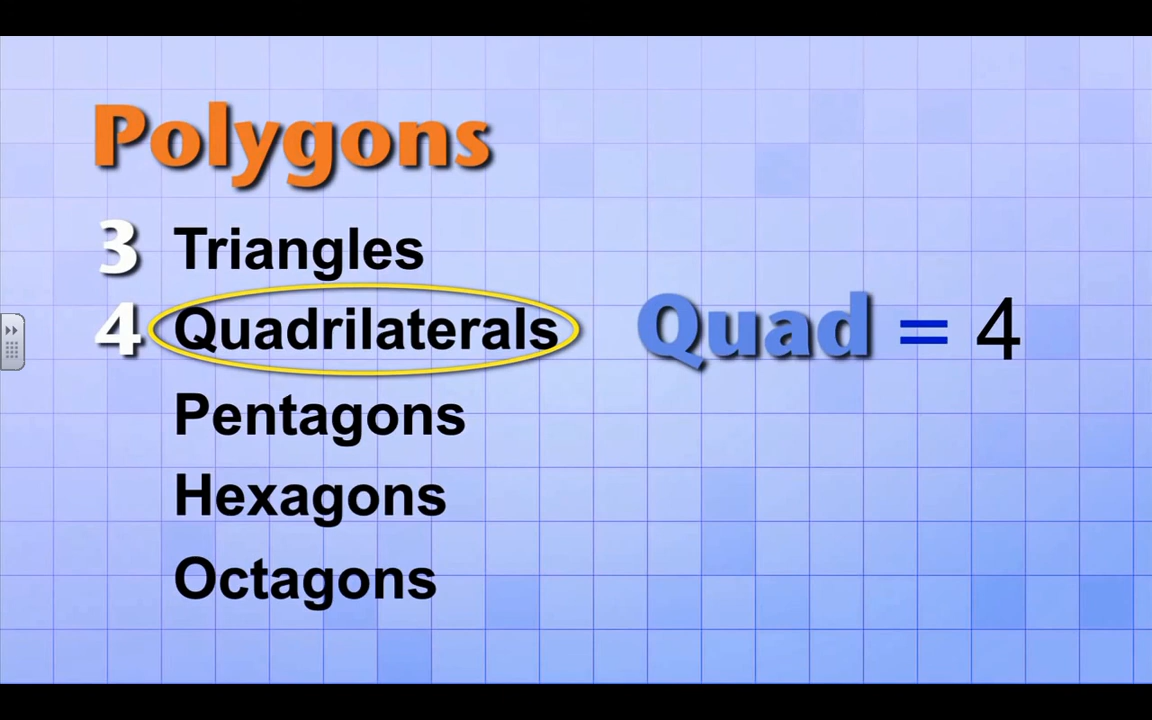 Polygons
3 Triangles
4 Quadrilaterals Quad = 4
Pentagons
Hexagons
Octagons